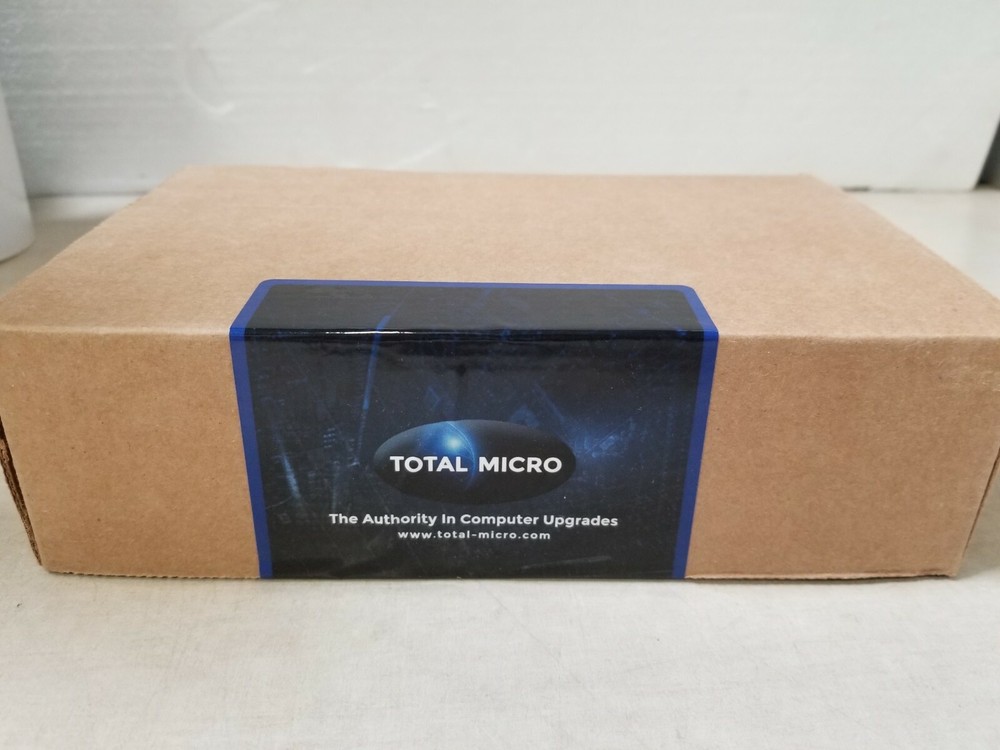 TOTAL MICRO
The Authority In Computer Upgrades
www.total-micro.com